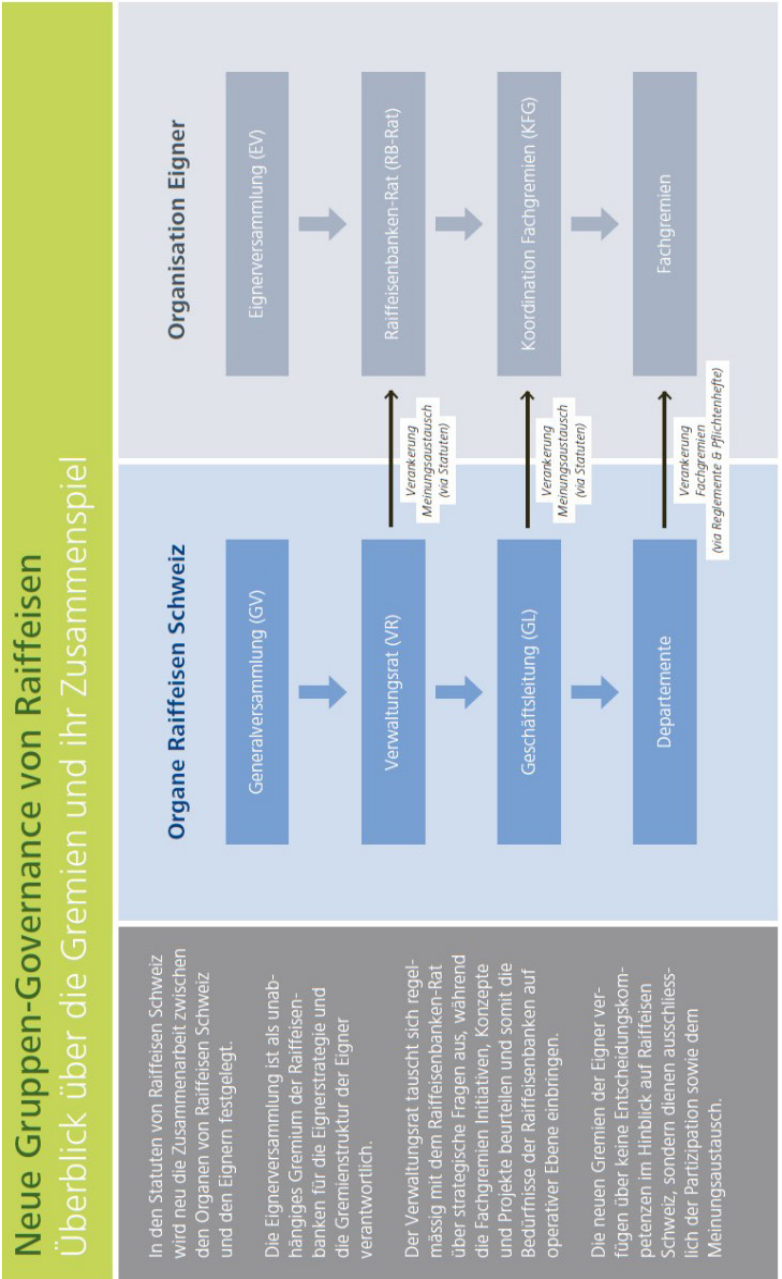 Neue Gruppen-Governance von Raiffeisen
Überblick über die Gremien und ihr Zusammenspiel
In den Statuten von Raiffeisen Schweiz
wird neu die Zusammenarbeit zwischen
den Organen von Raiffeisen Schweiz
und den Eignern festgelegt.
Die Eignerversammlung ist als unab-
hängiges Gremium der Raiffeisen-
banken für die Eignerstrategie und
die Gremienstruktur der Eigner
verantwortlich.
Der Verwaltungsrat tauscht sich regel-
mässig mit dem Raiffeisenbanken-Rat
über strategische Fragen aus, während
die Fachgremien Initiativen, Konzepte
und Projekte beurteilen und somit die
Bedürfnisse der Raiffeisenbanken auf
operativer Ebene einbringen.
Die neuen Gremien der Eigner ver-
fügen über keine Entscheidungskom-
petenzen im Hinblick auf Raiffeisen
Schweiz, sondern dienen ausschliess-
lich der Partizipation sowie dem
Meinungsaustausch.
Organe Raiffeisen Schweiz
Generalversammlung (GV)
Verwaltungsrat (VR)
Geschäftsleitung (GL)
Departemente
Verankerung
Meinungsaustausch
(via Statuten)
Verankerung
Meinungsaustausch
(via Statuten)
Verankerung
Fachgremien
(via Reglemente & Pflichtenhefte)
Organisation Eigner
Eignerversammlung (EV)
Raiffeisenbanken-Rat (RB-Rat)
Koordination Fachgremien (KFG)
Fachgremien